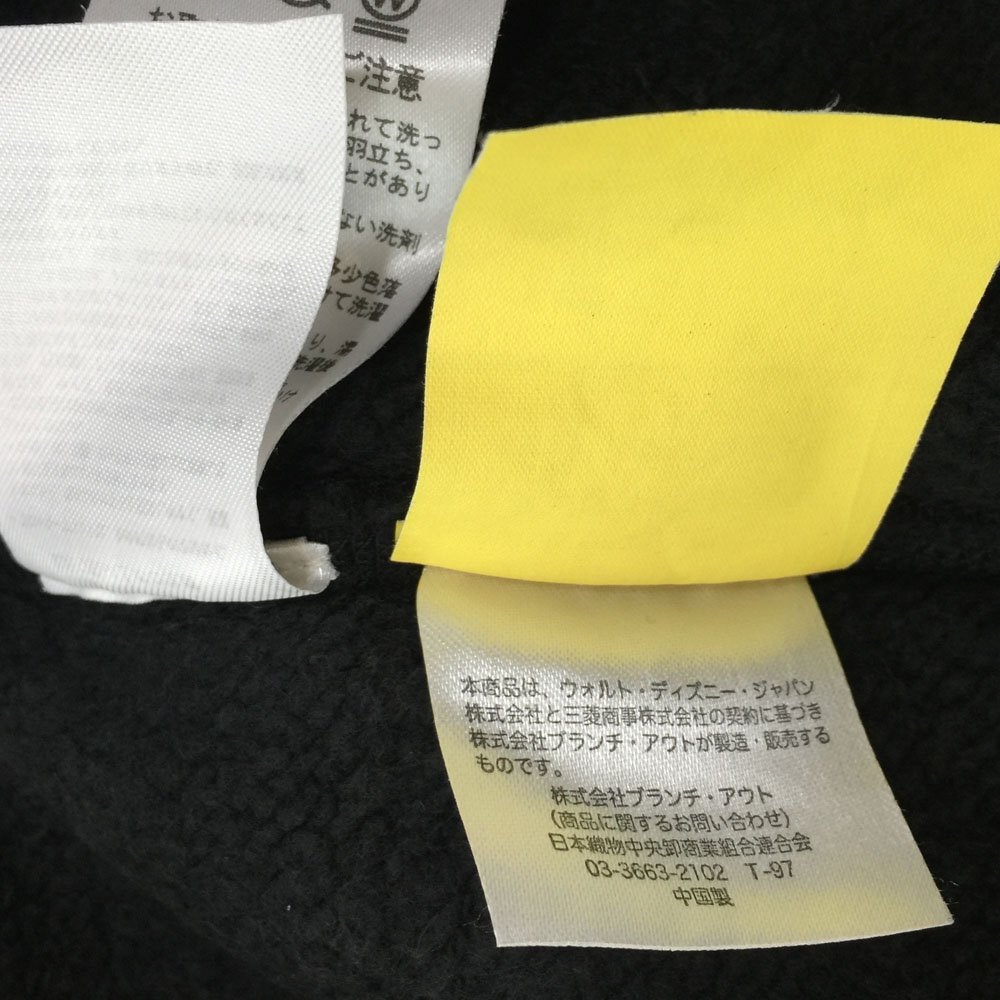 Ⓦ
ご注意
れて洗っ
羽立ち、
とがあり
ない洗剤
多少色落
けて洗濯
り、湯
洗濯後
本商品は、ウォルト・ディズニー・ジャパン
株式会社と三菱商事株式会社の契約に基づき
株式会社ブランチ・アウトが製造・販売する
ものです。
株式会社ブランチ・アウト
(商品に関するお問い合わせ)
日本織物中央卸商業組合連合会
03-3663-2102 T-97
中国製